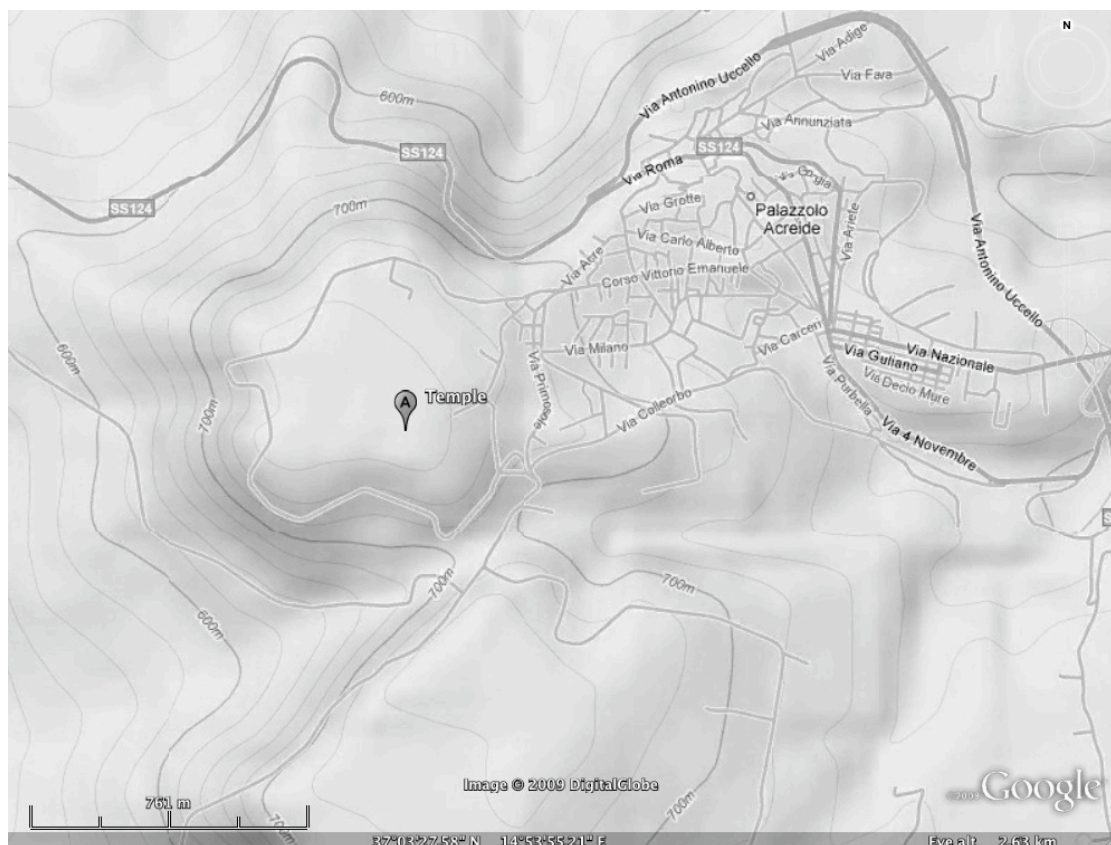 N
Via Adige
Via Antonino Uccello
Via Fava
600m
Via Annunziata
SS124
SS124
Via Roma
Via Gorgia
SS124
700m
Via Grotte
Palazzolo
Acreide
Via Ariete
Via Carlo Alberto
Via Acre
Corso Vittorio Emanuele
Via Antonino Uccello
Via Carceri
600m
Via Milano
Via Nazionale
Via Giuliano
Via Primosole
Via Decio Mure
700m
A
Temple
Via Colleorbo
Via Purbella
Via 4 Novembre
700m
700m
600m
Image © 2009 DigitalGlobe
Google
761 m
700m
700m
37°03'27.58" N 14°53'55.21" E
Eye alt 2.63 km